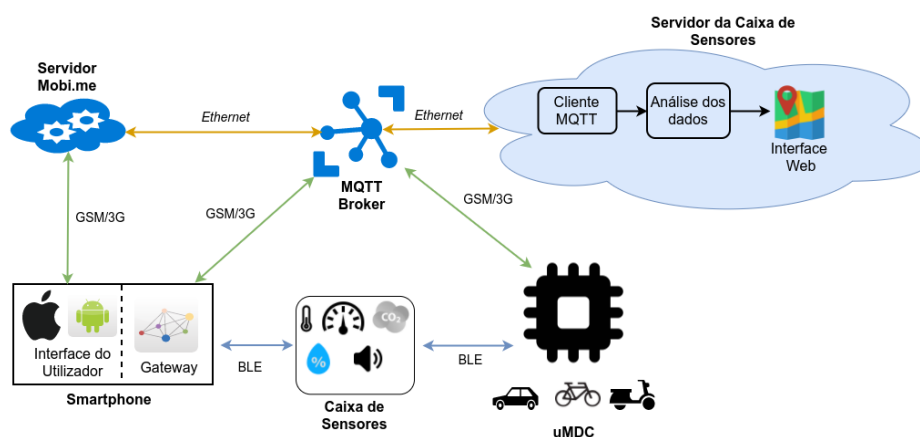 Servidor da Caixa de
Sensores
Servidor
Mobi.me
Ethernet
Ethernet
Cliente
MQTT
Análise dos
dados
Interface
Web
MQTT
Broker
GSM/3G
GSM/3G
GSM/3G
CO2
%
Interface do
Utilizador
Gateway
BLE
BLE
Smartphone
Caixa de
Sensores
uMDC